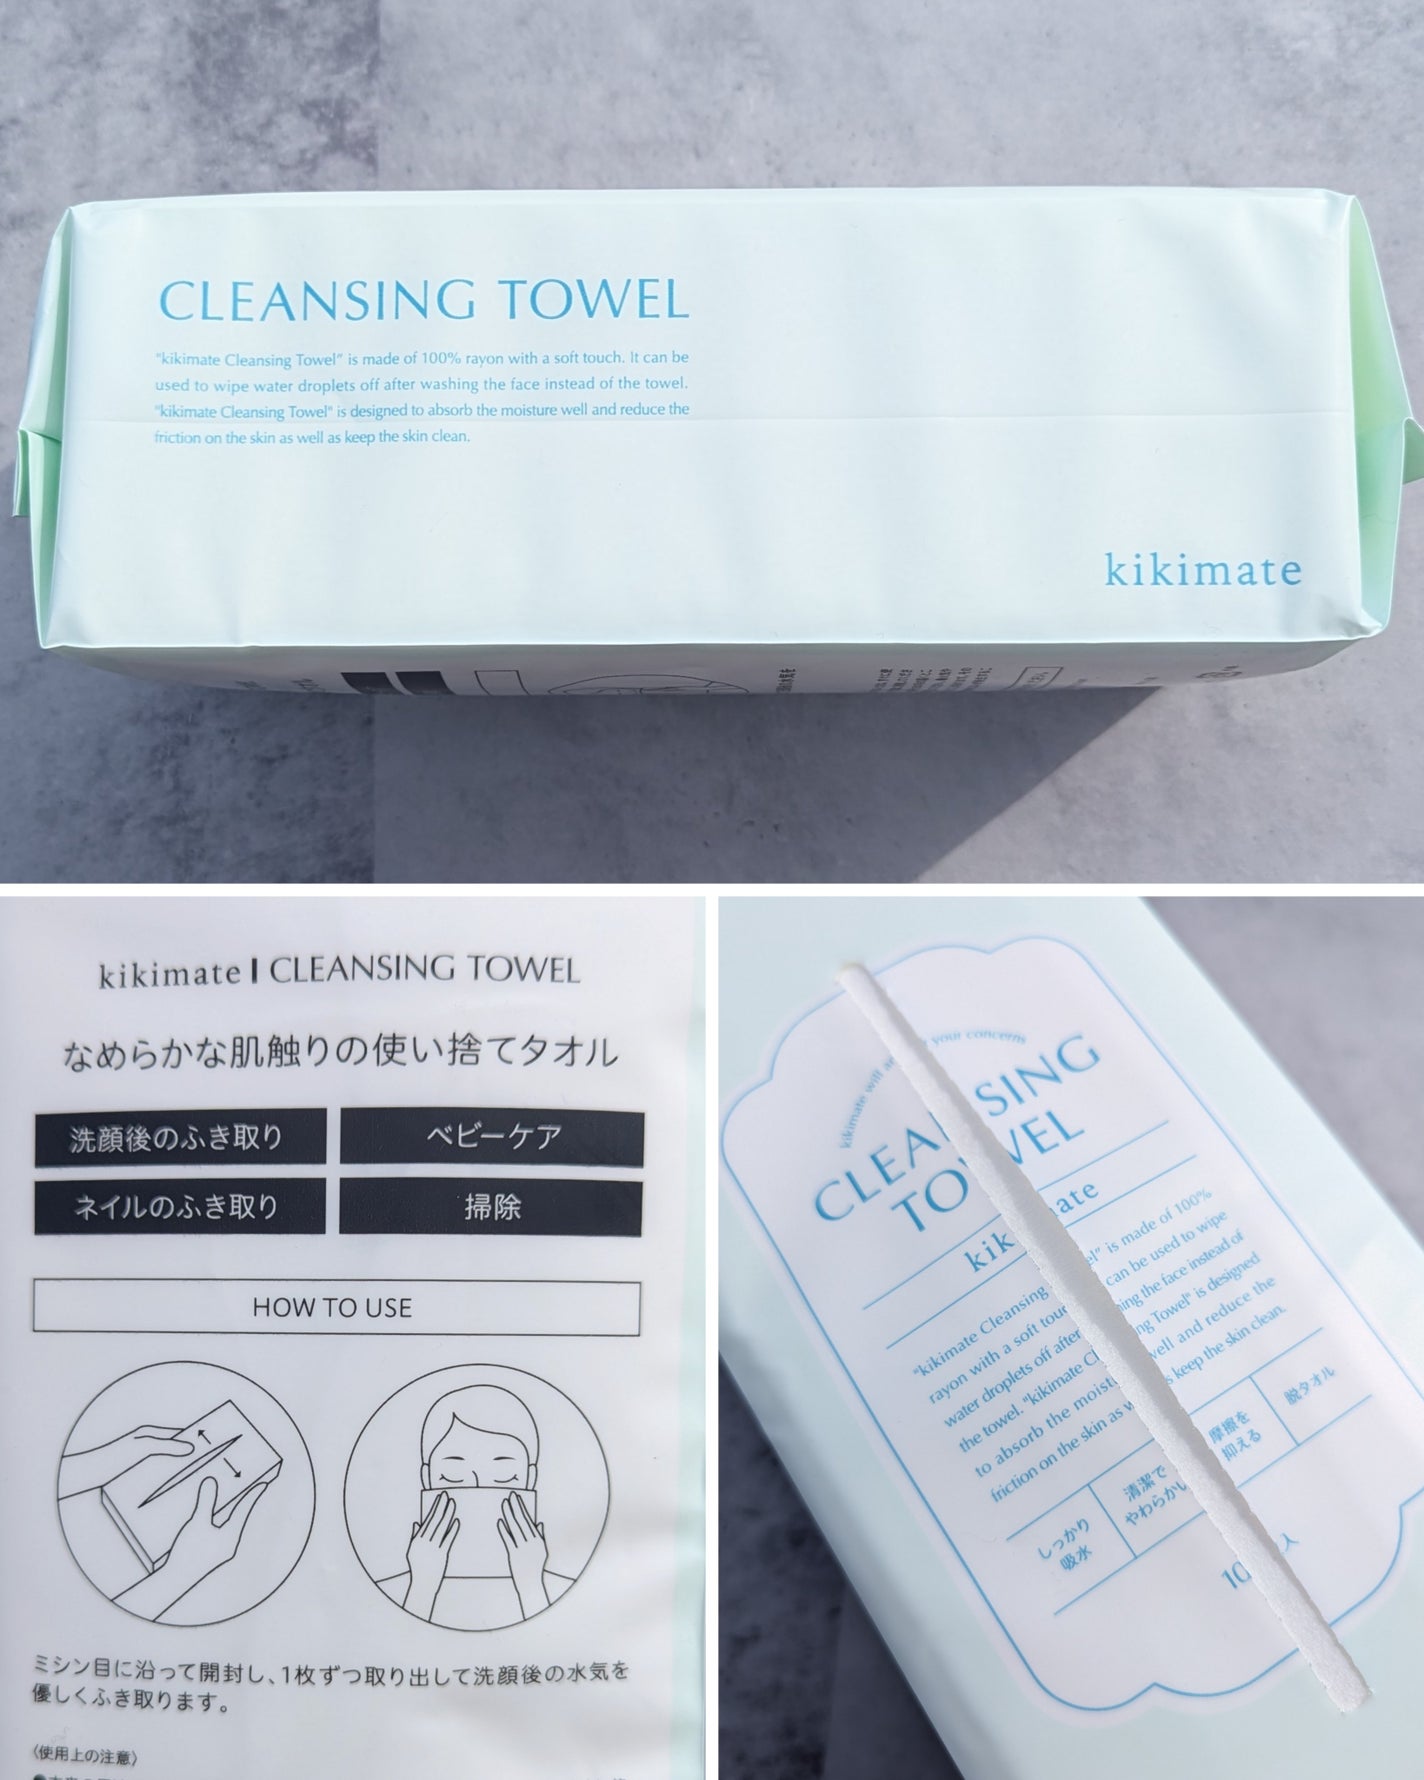 CLEANSING TOWEL
"kikimate Cleansing Towel" is made of 100% rayon with a soft touch. It can be
used to wipe water droplets off after washing the face instead of the towel.
"kikimate Cleansing Towel" is designed to absorb the moisture well and reduce the
friction on the skin as well as keep the skin clean.
kikimate
kikimate | CLEANSING TOWEL
なめらかな肌触りの使い捨てタオル
洗顔後のふき取り
ベビーケア
ネイルのふき取り
掃除
HOW TO USE
ミシン目に沿って開封し、1枚ずつ取り出して洗顔後の水気を
優しくふき取ります。
〈使用上の注意〉
kikimate will your concerns
CLEA SING
TO VEL
kik ate
"kikimate Cleansing is made of 100%
rayon with a soft can be used to wipe
water droplets off after the face instead of
the towel. "kikimate Towel" is designed
to absorb the well and reduce the
friction on the skin as keep the skin clean.
しっかり
吸水
清潔で
やわらかい
摩擦を
抑える
脱タオル
10 入